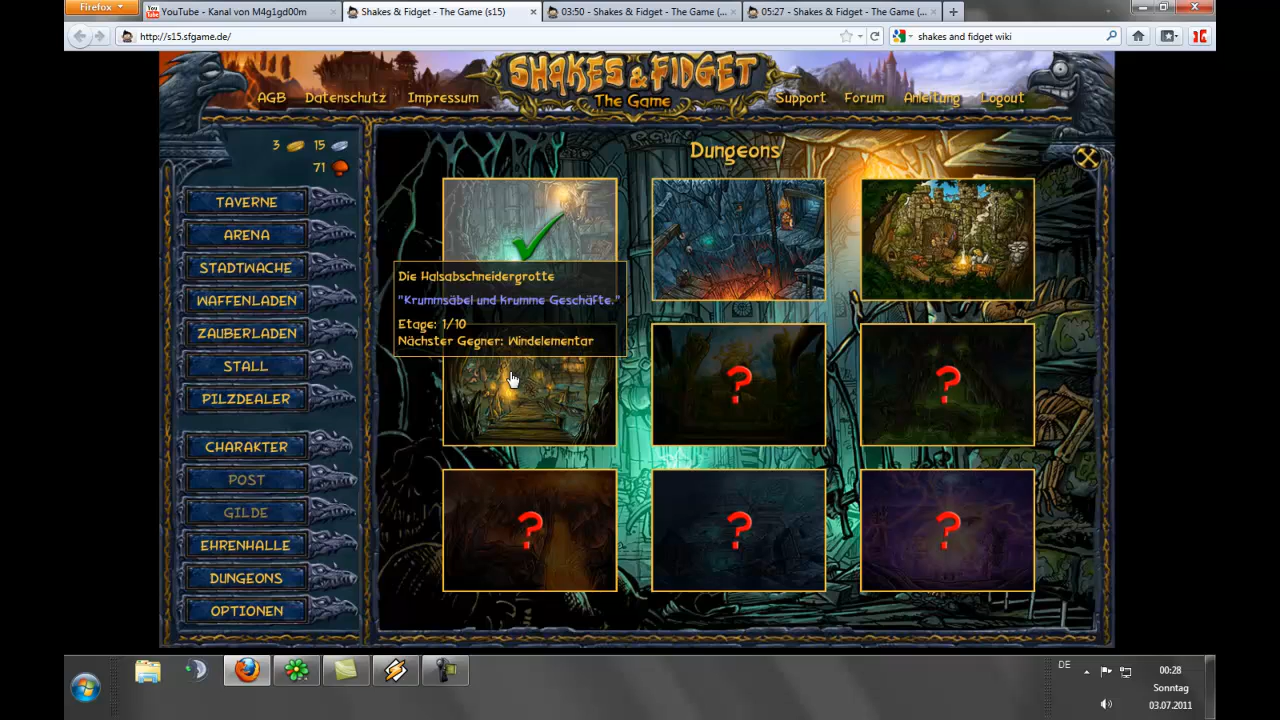 Firefox
YouTube - Kanal von M4g1gd00m
Shakes & Fidget - The Game (s15)
03:50 - Shakes & Fidget - The Game (...
05:27 - Shakes & Fidget - The Game (...
http://s15.sfgame.de/
shakes and fidget wiki
SHAKES & FIDGET
The Game
AGB Datenschutz Impressum
Support Forum Anleitung Logout
3 15
71
TAVERNE
ARENA
STADTWACHE
WAFFENLADEN
ZAUBERLADEN
STALL
PILZDEALER
CHARAKTER
POST
GILDE
EHRENHALLE
DUNGEONS
OPTIONEN
Dungeons
Die Halsabschneidergrotte
"Krummsäbel und krumme Geschäfte."
Etage: 1/10
Nächster Gegner: Windelementar
? ?
? ? ?
DE
00:28
Sonntag
03.07.2011